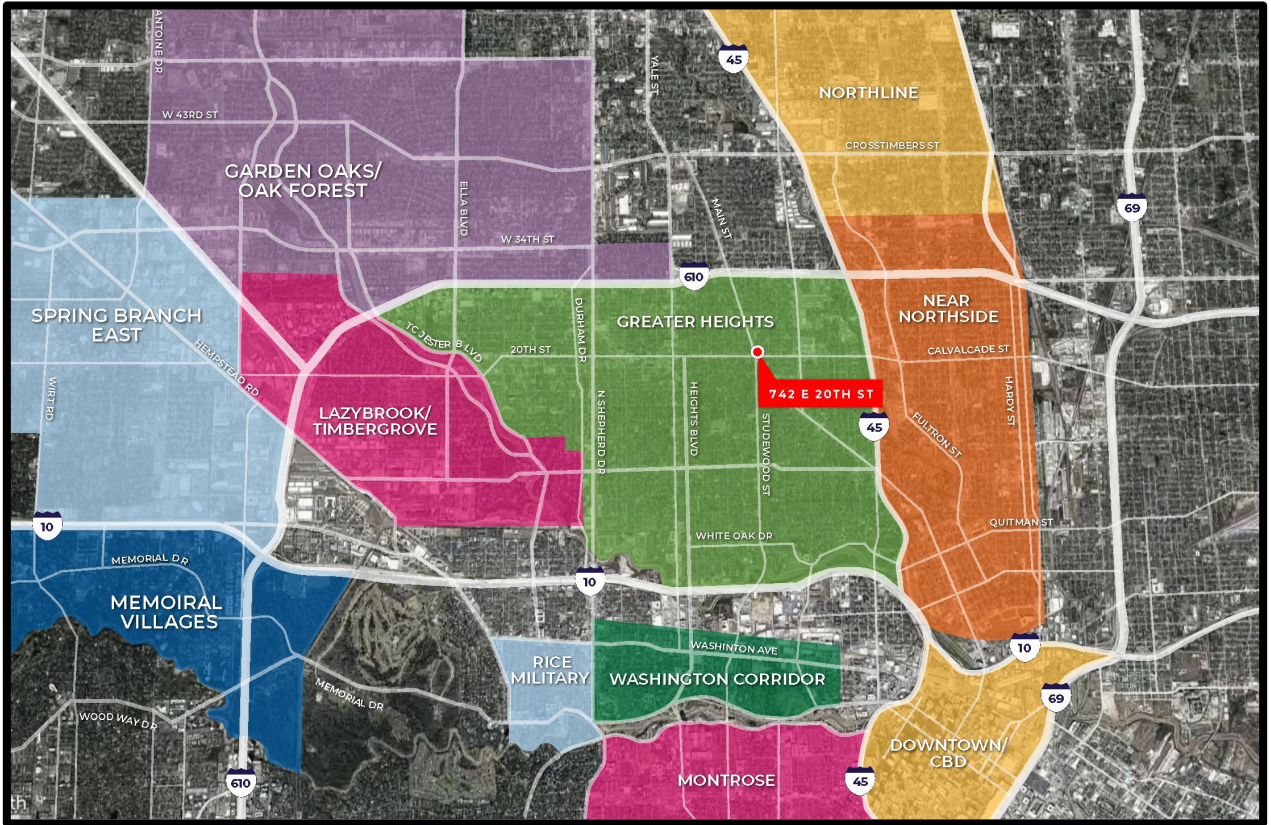 ANTOINE DR
YALE ST
45
NORTHLINE
W 43RD ST
CROSSTIMBERS ST
GARDEN OAKS/
OAK FOREST
ELLA BLVD
MAIN ST
69
W 34TH ST
610
SPRING BRANCH
EAST
DURHAM DR
GREATER HEIGHTS
NEAR
NORTHSIDE
TC JESTER BLVD
20TH ST
CALVALCADE ST
HEMPSTEAD RD
WIRT RD
742 E 20TH ST
HARDY ST
LAZYBROOK/
TIMBERGROVE
N SHEPHERD DR
HEIGHTS BLVD
STUDEWOOD ST
45
FULTRON ST
10
QUITMAN ST
WHITE OAK DR
MEMORIAL DR
10
MEMOIRAL
VILLAGES
WASHINTON AVE
10
RICE
MILITARY
WASHINGTON CORRIDOR
MEMORIAL DR
69
WOOD WAY DR
DOWNTOWN/
CBD
610
MONTROSE
45
th